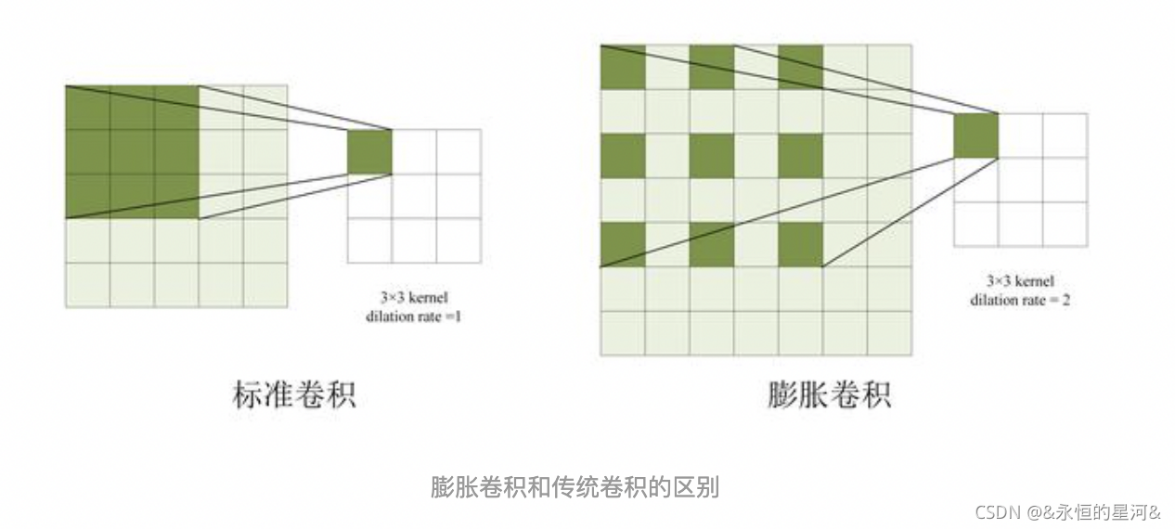 3×3 kernel
dilation rate =1
3×3 kernel
dilation rate = 2
标准卷积
膨胀卷积
膨胀卷积和传统卷积的区别
CSDN @&永恒的星河&